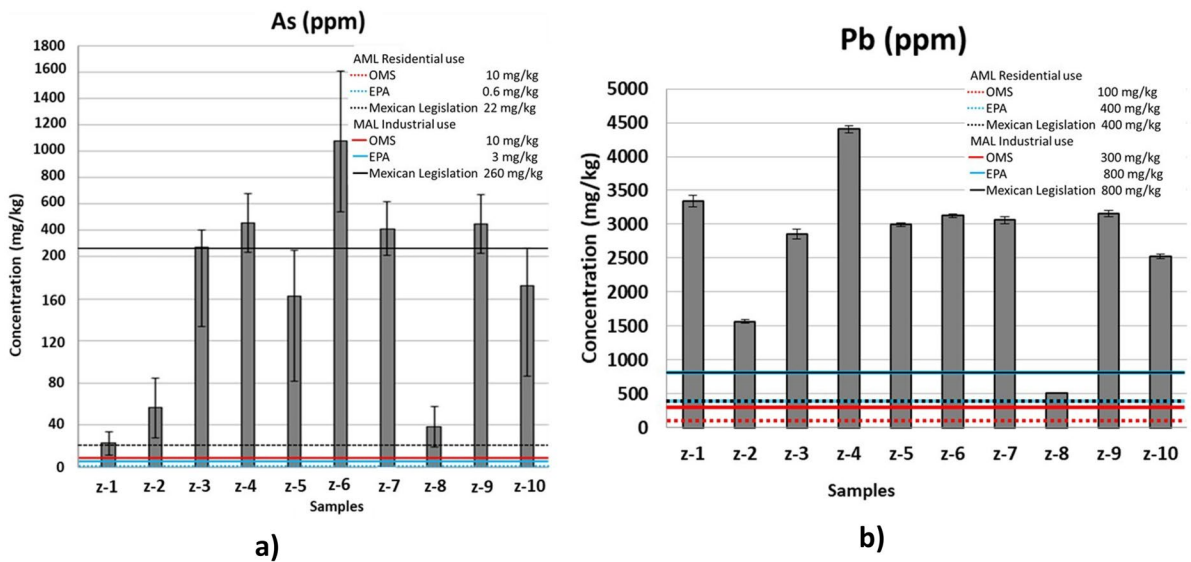 As (ppm)
1800
1800
1600
1400
1200
1000
800
600
400
200
160
120
80
40
0
Concentration (mg/kg)
AML Residential use
OMS 10 mg/kg
EPA 0.6 mg/kg
Mexican Legislation 22 mg/kg
MAL Industrial use
OMS 10 mg/kg
EPA 3 mg/kg
Mexican Legislation 260 mg/kg
z-1 z-2 z-3 z-4 z-5 z-6 z-7 z-8 z-9 z-10
Samples
a)
Pb (ppm)
5000
4500
4000
3500
3000
2500
2000
1500
1000
500
0
Concentration (mg/kg)
AML Residential use
OMS 100 mg/kg
EPA 400 mg/kg
Mexican Legislation 400 mg/kg
MAL Industrial use
OMS 300 mg/kg
EPA 800 mg/kg
Mexican Legislation 800 mg/kg
z-1 z-2 z-3 z-4 z-5 z-6 z-7 z-8 z-9 z-10
Samples
b)